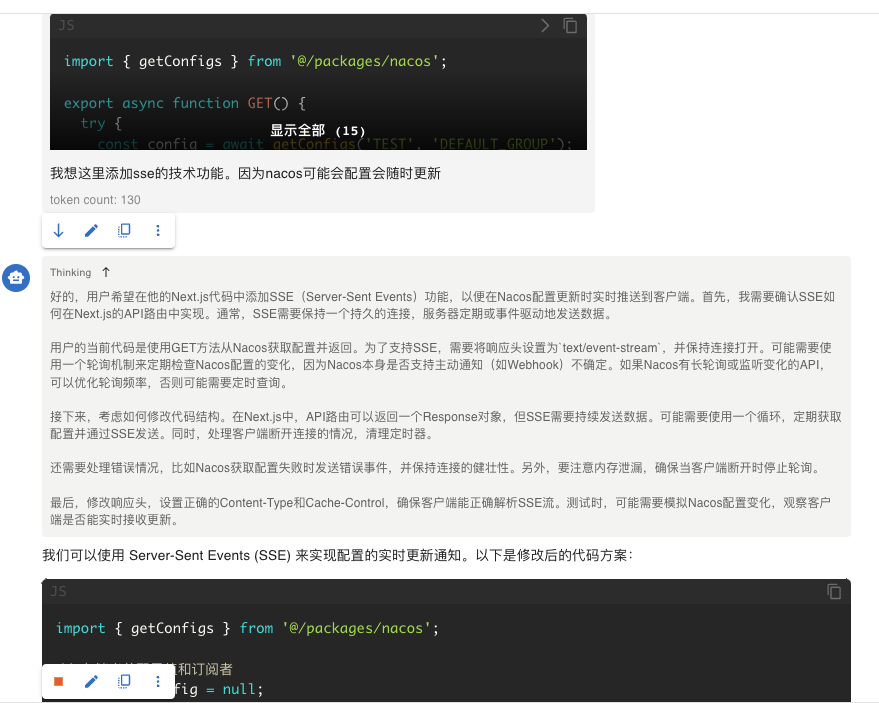 JS
import { getConfigs } from '@/packages/nacos';
export async function GET() {
try {
显示全部 (15)
const config = await getConfigs('TEST', 'DEFAULT_GROUP');
我想这里添加sse的技术功能。因为nacos可能会配置会随时更新
token count: 130
Thinking
好的，用户希望在他的Next.js代码中添加SSE（Server-Sent Events）功能，以便在Nacos配置更新时实时推送到客户端。首先，我需要确认SSE如
何在Next.js的API路由中实现。通常，SSE需要保持一个持久的连接，服务器定期或事件驱动地发送数据。
用户的当前代码是使用GET方法从Nacos获取配置并返回。为了支持SSE，需要将响应头设置为`text/event-stream`，并保持连接打开。可能需要使
用一个轮询机制来定期检查Nacos配置的变化，因为Nacos本身是否支持主动通知（如Webhook）不确定。如果Nacos有长轮询或监听变化的API，
可以优化轮询频率，否则可能需要定时查询。
接下来，考虑如何修改代码结构。在Next.js中，API路由可以返回一个Response对象，但SSE需要持续发送数据。可能需要使用一个循环，定期获取
配置并通过SSE发送。同时，处理客户端断开连接的情况，清理定时器。
还需要处理错误情况，比如Nacos获取配置失败时发送错误事件，并保持连接的健壮性。另外，要注意内存泄漏，确保当客户端断开时停止轮询。
最后，修改响应头，设置正确的Content-Type和Cache-Control，确保客户端能正确解析SSE流。测试时，可能需要模拟Nacos配置变化，观察客户
端是否能实时接收更新。
我们可以使用 Server-Sent Events (SSE) 来实现配置的实时更新通知。以下是修改后的代码方案：
JS
import { getConfigs } from '@/packages/nacos';
和订阅者
fig = null;